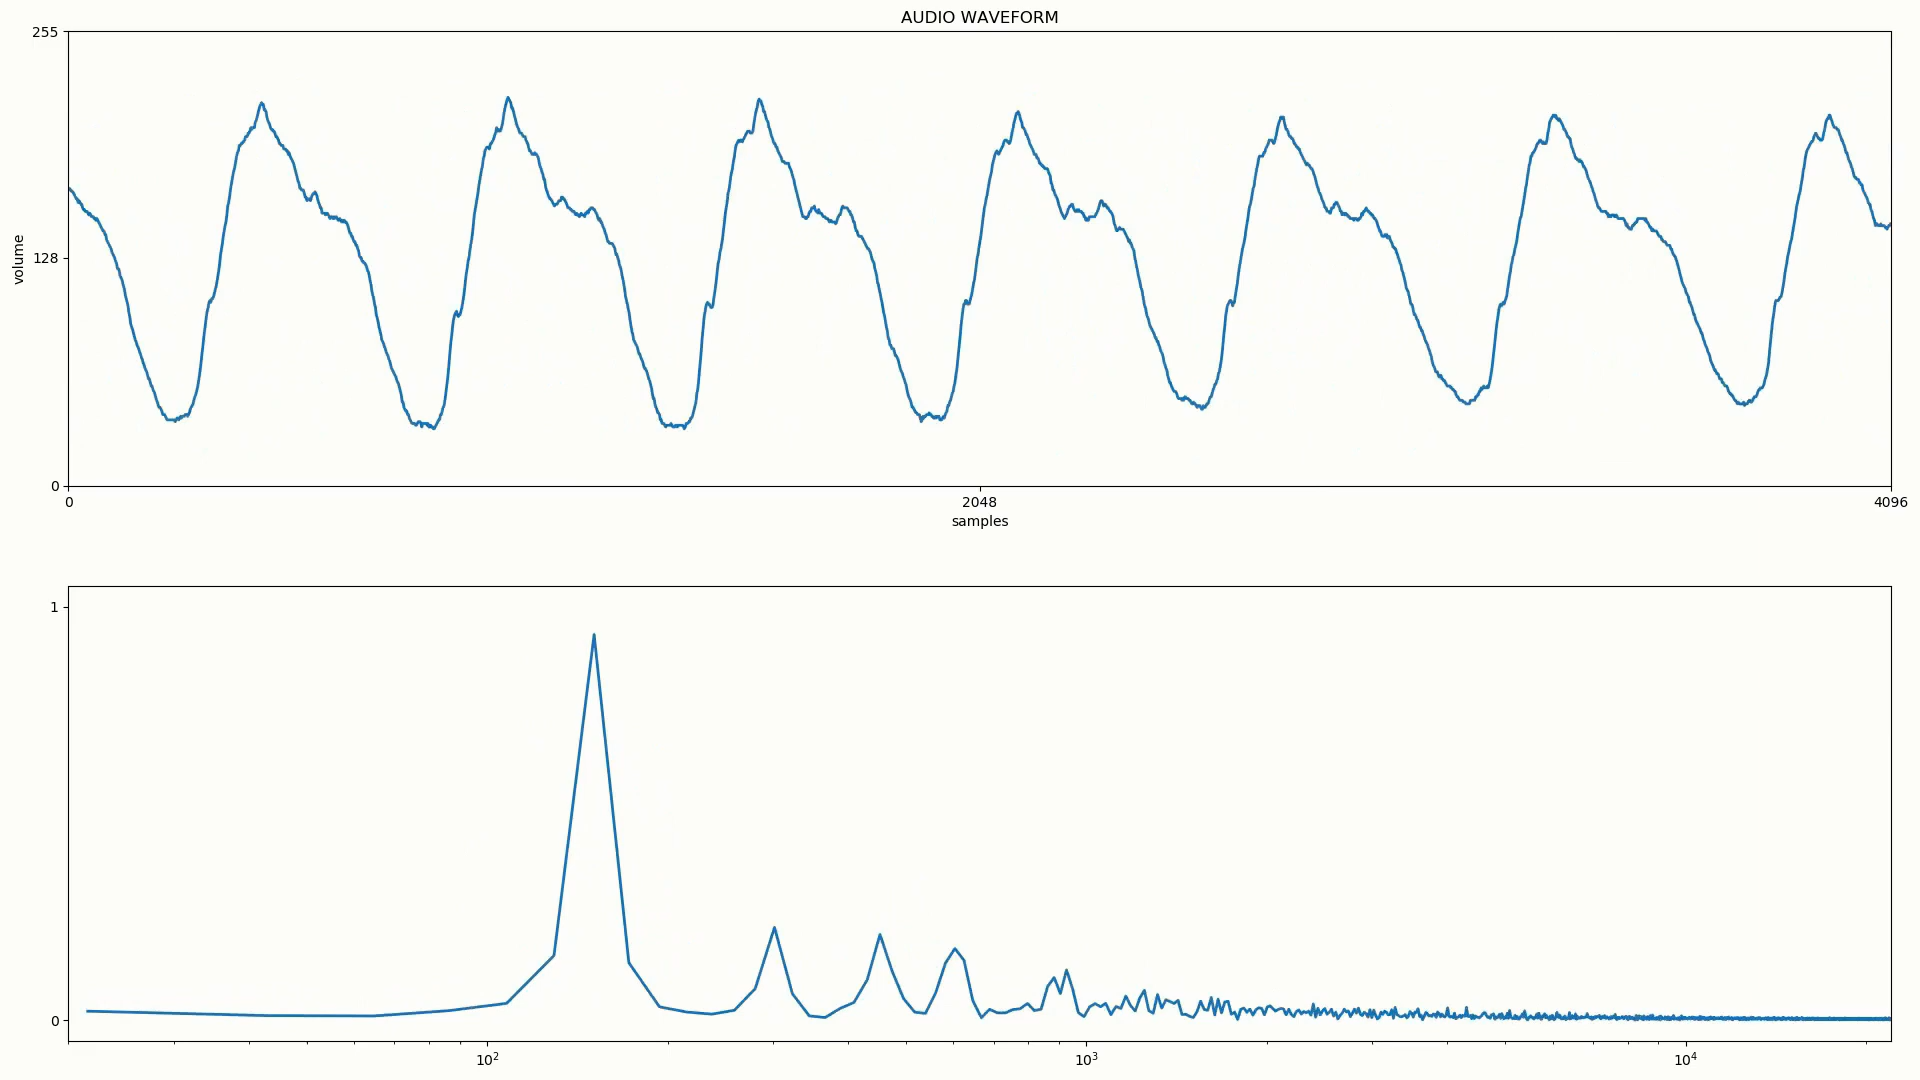 AUDIO WAVEFORM
255
128
0
volume
0 2048 4096
samples
1
0
10² 10³ 10⁴